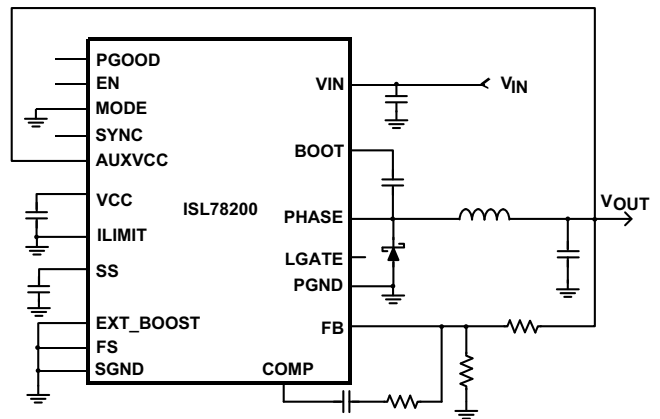 PGOOD
EN
MODE
SYNC
AUXVCC
VCC
ILIMIT
SS
EXT_BOOST
FS
SGND
ISL78200
VIN
BOOT
PHASE
LGATE
PGND
FB
COMP
VIN
VOUT